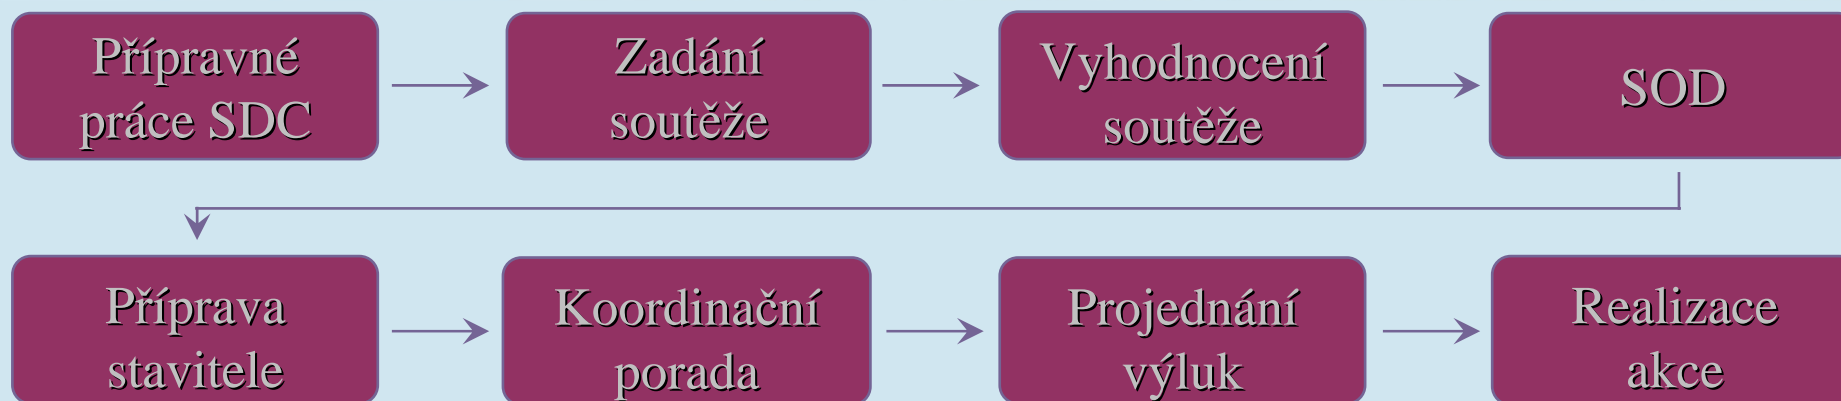 Přípravné
práce SDC
Zadání
soutěže
Vyhodnocení
soutěže
SOD
Příprava
stavitele
Koordinační
porada
Projednání
výluk
Realizace
akce